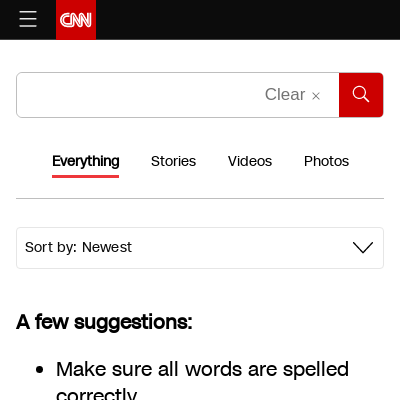 CNN
Clear ×
Everything Stories Videos Photos
Sort by: Newest
A few suggestions:
• Make sure all words are spelled
correctly